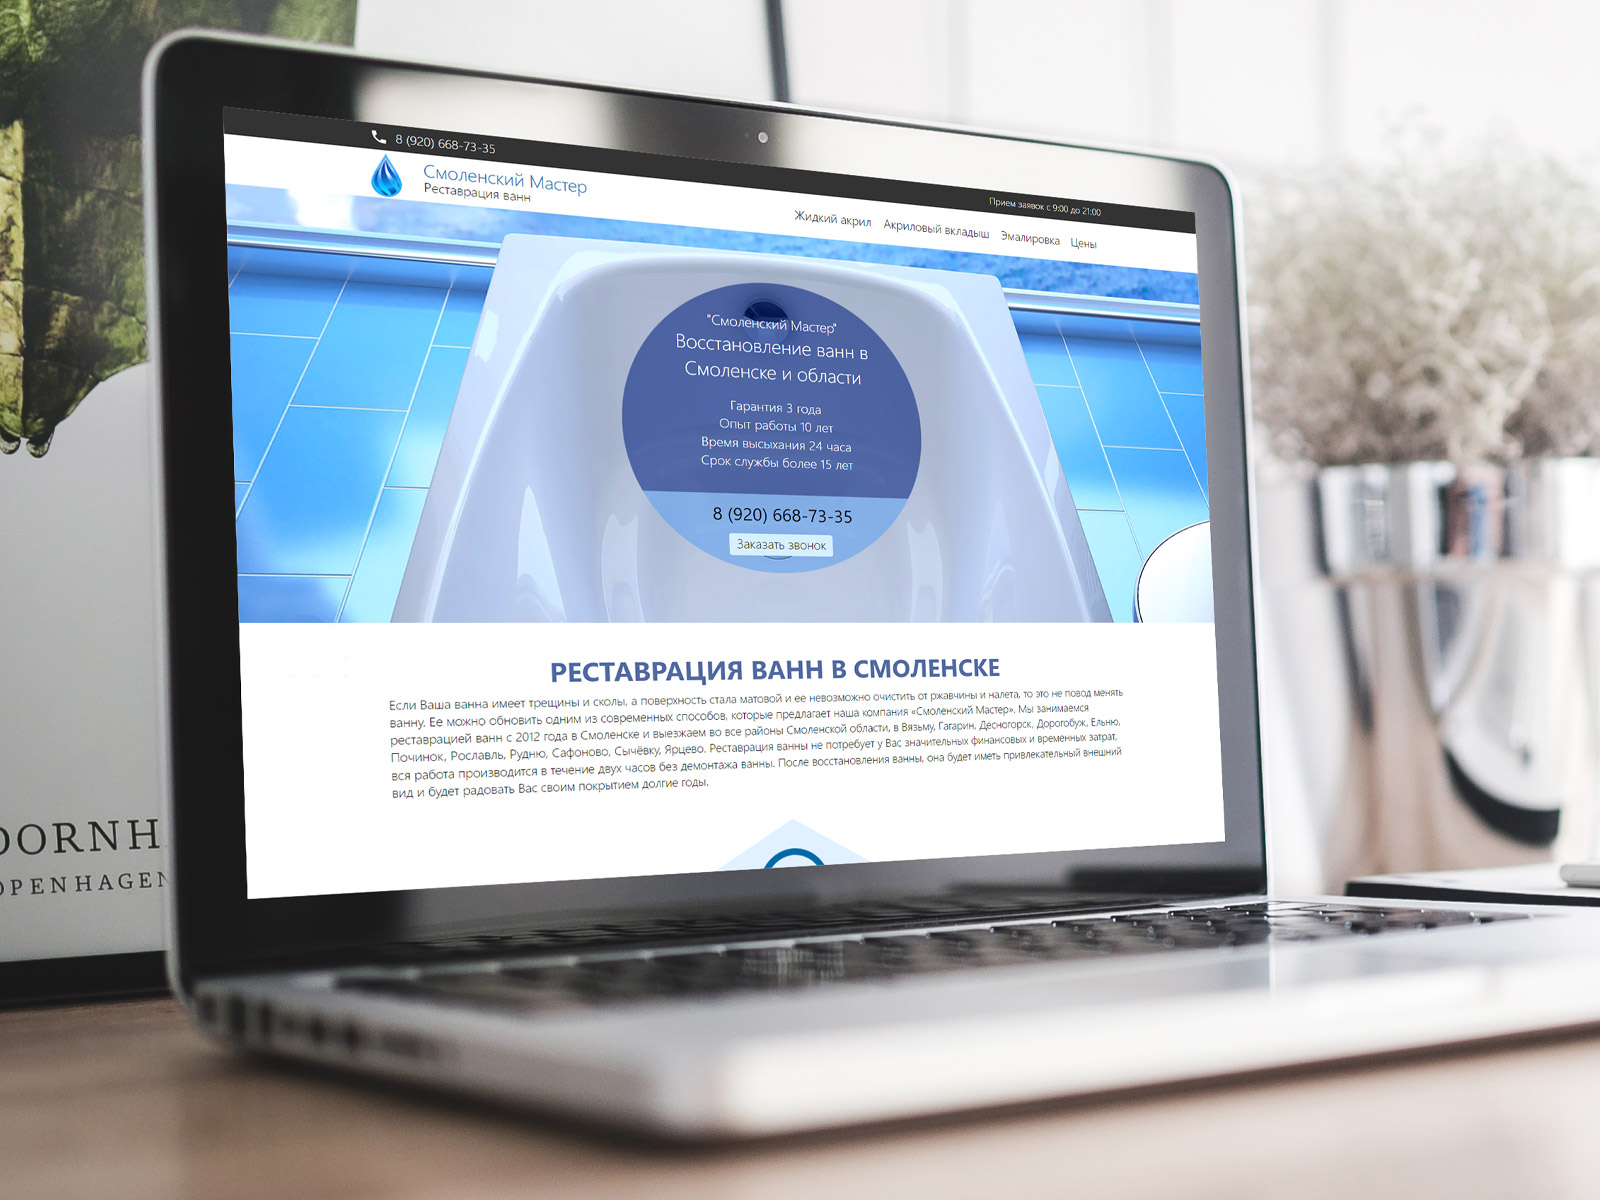 8 (920) 668-73-35
Прием заявок с 9:00 до 21:00
Смоленский Мастер
Реставрация ванн
Жидкий акрил Акриловый вкладыш Эмалировка Цены
"Смоленский Мастер"
Восстановление ванн в
Смоленске и области
Гарантия 3 года
Опыт работы 10 лет
Время высыхания 24 часа
Срок службы более 15 лет
8 (920) 668-73-35
Заказать звонок
РЕСТАВРАЦИЯ ВАНН В СМОЛЕНСКЕ
Если Ваша ванна имеет трещины и сколы, а поверхность стала матовой и ее невозможно очистить от ржавчины и налета, то это не повод менять
ванну. Ее можно обновить одним из современных способов, которые предлагает наша компания «Смоленский Мастер». Мы занимаемся
реставрацией ванн с 2012 года в Смоленске и выезжаем во все районы Смоленской области, в Вязьму, Гагарин, Десногорск, Дорогобуж, Ельню,
Починок, Рославль, Рудню, Сафоново, Сычёвку, Ярцево. Реставрация ванны не потребует у Вас значительных финансовых и временных затрат,
вся работа производится в течение двух часов без демонтажа ванны. После восстановления ванны, она будет иметь привлекательный внешний
вид и будет радовать Вас своим покрытием долгие годы.
OORNH
OPENHAGEN